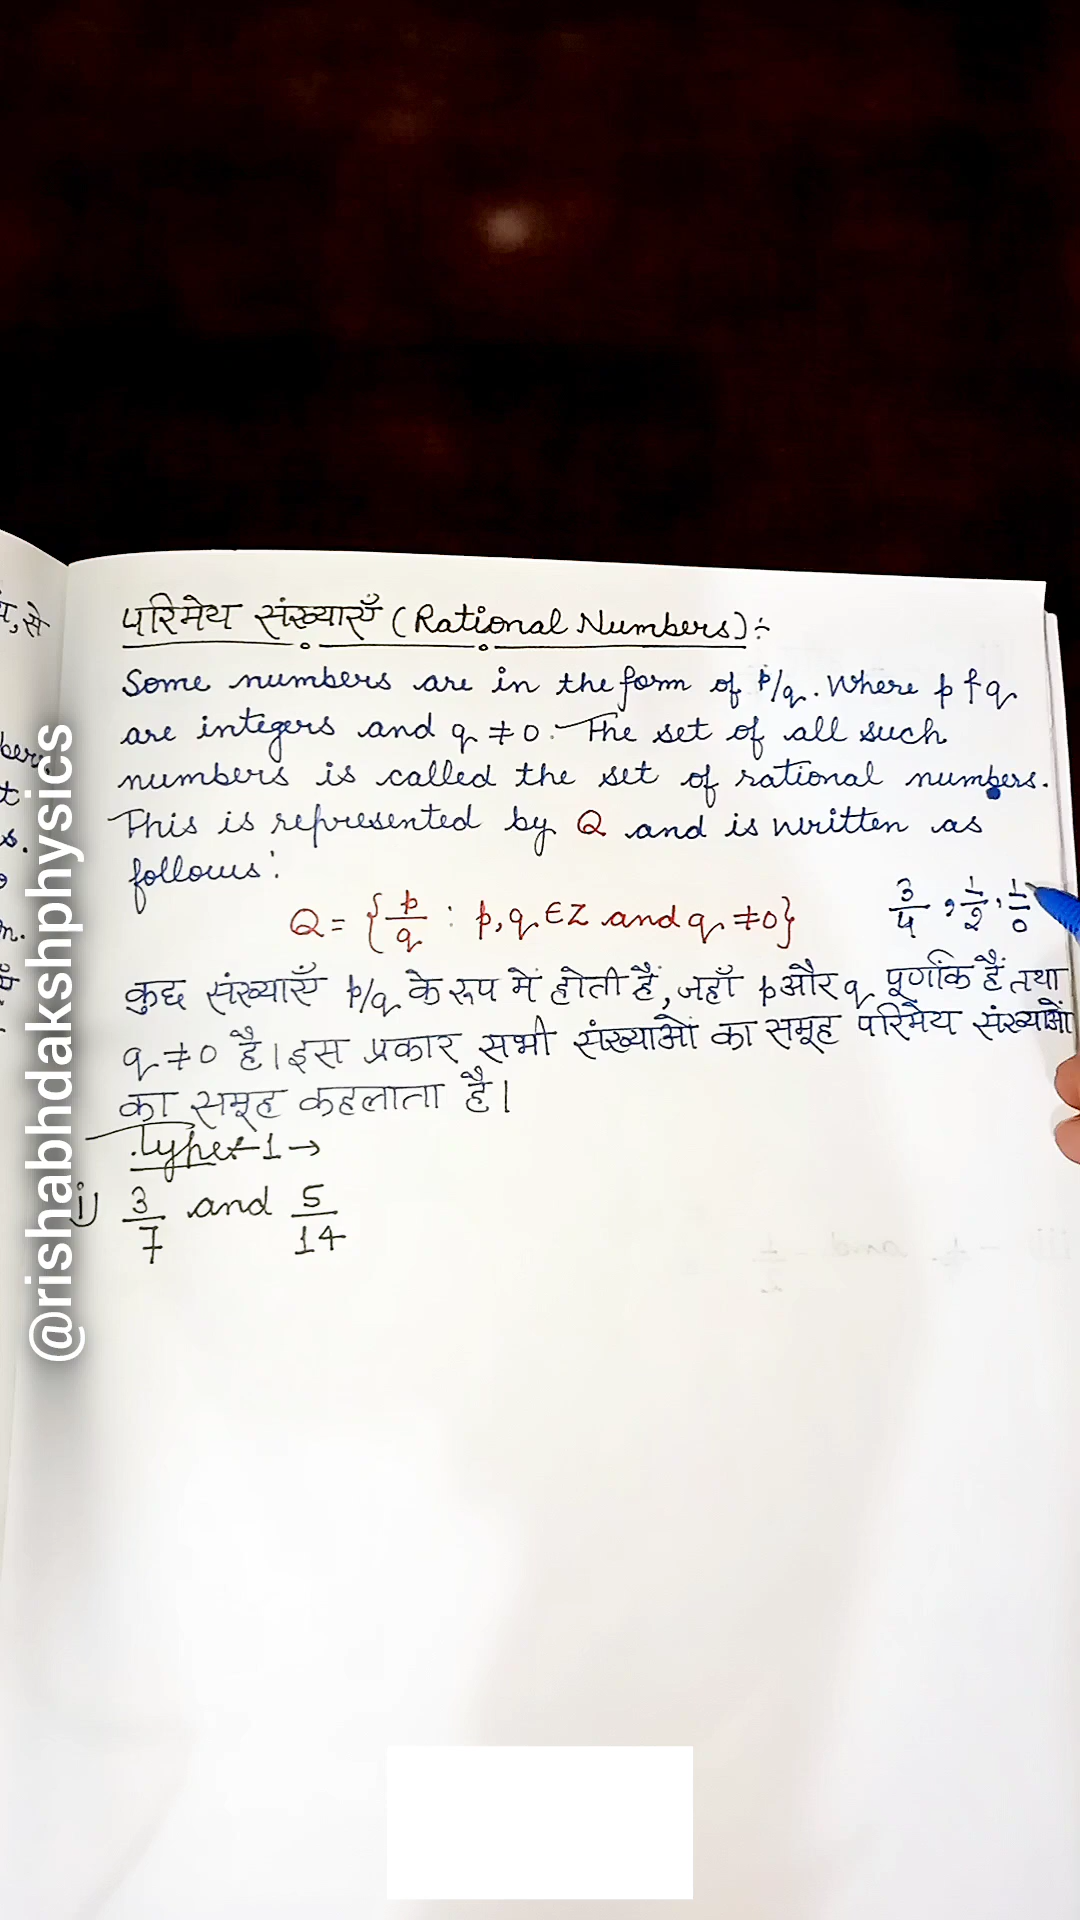 परिमेय संख्याएँ (Rational Numbers) :-
Some numbers are in the form of p/q. Where p & q
are integers and q ≠ 0. The set of all such
numbers is called the set of rational numbers.
This is represented by Q and is written as
follows:
Q = {p/q : p, q ∈ Z and q ≠ 0}
3/4, 1/2, 1/0
कुछ संख्याएँ p/q के रूप में होती हैं, जहाँ p और q पूर्णांक हैं तथा
q ≠ 0 है। इस प्रकार सभी संख्याओं का समूह परिमेय संख्याओं
का समूह कहलाता है।
Type-1 →
i) 3/7 and 5/14
@rishabhdakshphysics